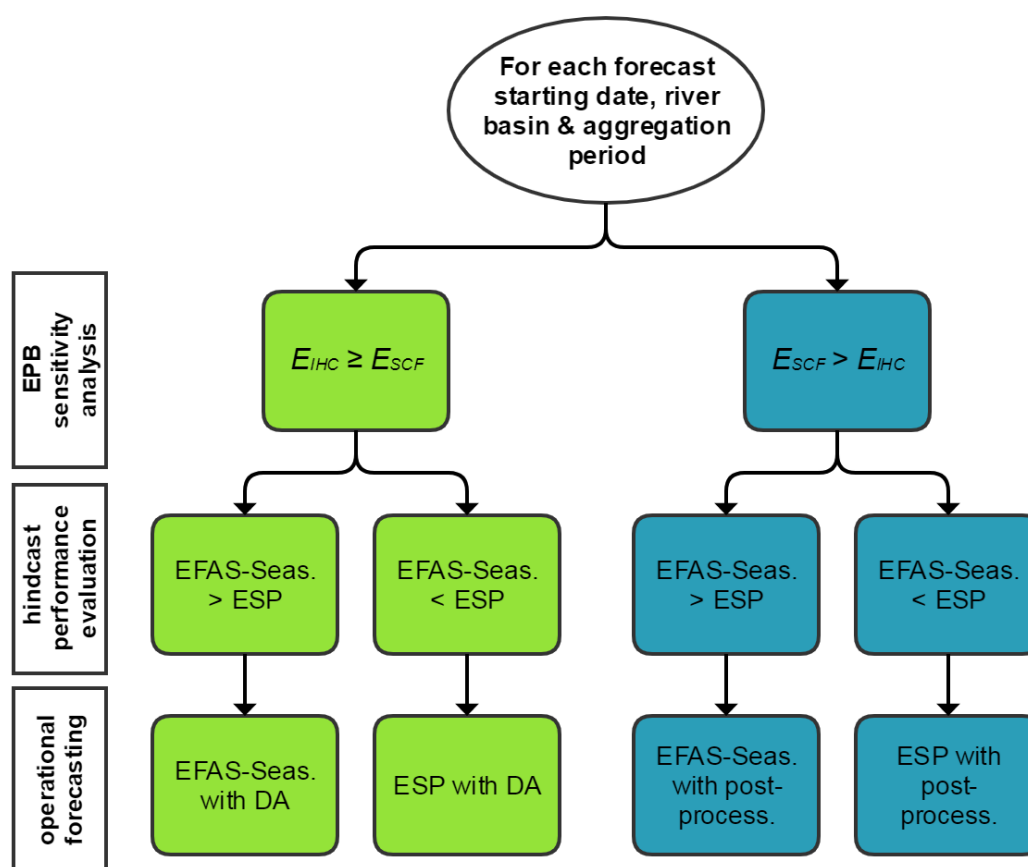 For each forecast
starting date, river
basin & aggregation
period
EPB
sensitivity
analysis
E_IHC ≥ E_SCF
E_SCF > E_IHC
hindcast
performance
evaluation
EFAS-Seas.
> ESP
EFAS-Seas.
< ESP
EFAS-Seas.
> ESP
EFAS-Seas.
< ESP
operational
forecasting
EFAS-Seas.
with DA
ESP with DA
EFAS-Seas.
with post-
process.
ESP with
post-
process.